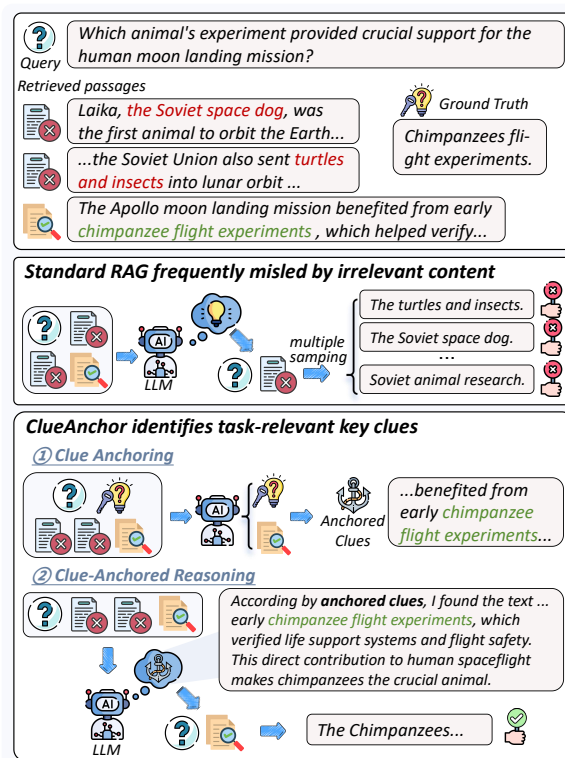 Which animal's experiment provided crucial support for the
human moon landing mission?
Query
Retrieved passages
Laika, the Soviet space dog, was
the first animal to orbit the Earth...
Ground Truth
Chimpanzees fli-
ght experiments.
...the Soviet Union also sent turtles
and insects into lunar orbit ...
The Apollo moon landing mission benefited from early
chimpanzee flight experiments , which helped verify...
Standard RAG frequently misled by irrelevant content
AI
LLM
multiple
samping
The turtles and insects.
The Soviet space dog.
...
Soviet animal research.
ClueAnchor identifies task-relevant key clues
① Clue Anchoring
AI
Anchored
Clues
...benefited from
early chimpanzee
flight experiments...
② Clue-Anchored Reasoning
According by anchored clues, I found the text ...
early chimpanzee flight experiments, which
verified life support systems and flight safety.
This direct contribution to human spaceflight
makes chimpanzees the crucial animal.
AI
LLM
The Chimpanzees...